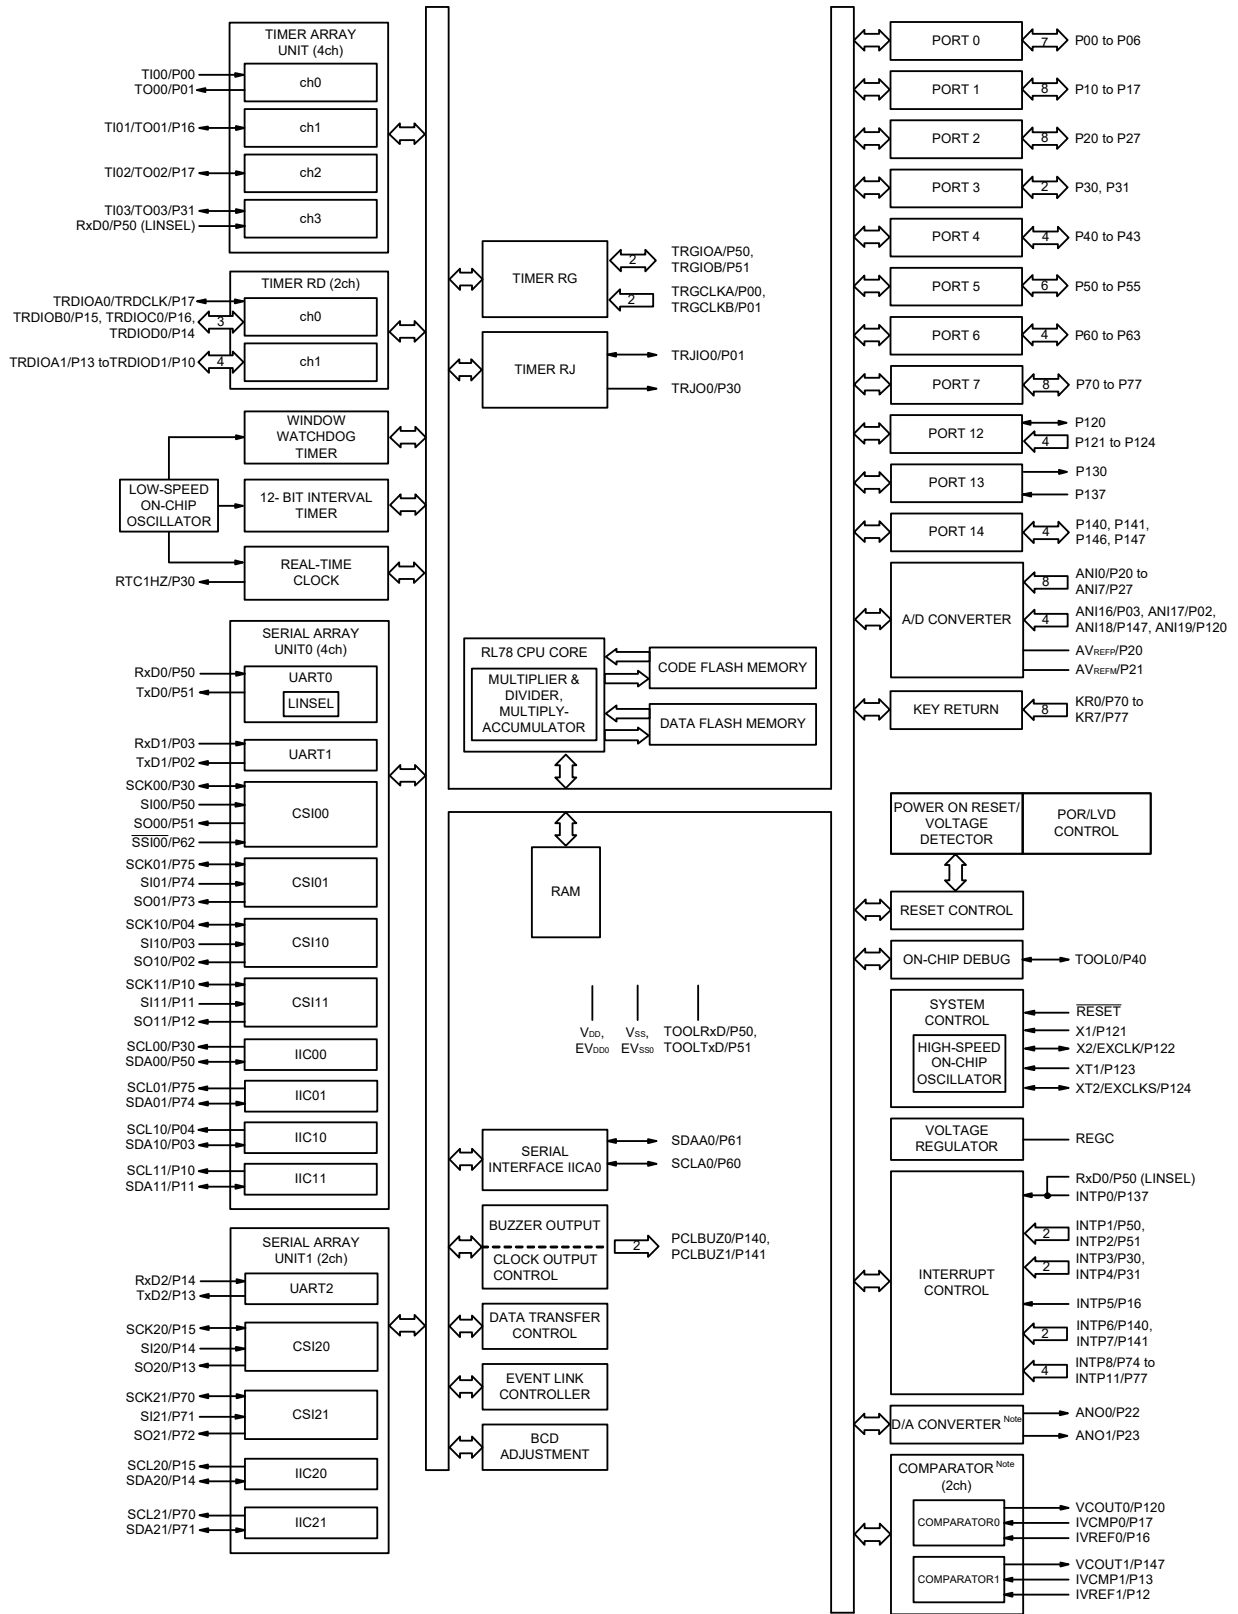 TIMER ARRAY
UNIT (4ch)
TI00/P00
TO00/P01
ch0
TI01/TO01/P16
ch1
TI02/TO02/P17
ch2
TI03/TO03/P31
RxD0/P50 (LINSEL)
ch3
TIMER RD (2ch)
TRDIOA0/TRDCLK/P17
TRDIOB0/P15, TRDIOC0/P16,
TRDIOD0/P14
3
ch0
TRDIOA1/P13 toTRDIOD1/P10
4
ch1
WINDOW
WATCHDOG
TIMER
LOW-SPEED
ON-CHIP
OSCILLATOR
12- BIT INTERVAL
TIMER
RTC1HZ/P30
REAL-TIME
CLOCK
SERIAL ARRAY
UNIT0 (4ch)
RxD0/P50
TxD0/P51
UART0
LINSEL
RxD1/P03
TxD1/P02
UART1
SCK00/P30
SI00/P50
SO00/P51
SSI00/P62
CSI00
SCK01/P75
SI01/P74
SO01/P73
CSI01
SCK10/P04
SI10/P03
SO10/P02
CSI10
SCK11/P10
SI11/P11
SO11/P12
CSI11
SCL00/P30
SDA00/P50
IIC00
SCL01/P75
SDA01/P74
IIC01
SCL10/P04
SDA10/P03
IIC10
SCL11/P10
SDA11/P11
IIC11
SERIAL ARRAY
UNIT1 (2ch)
RxD2/P14
TxD2/P13
UART2
SCK20/P15
SI20/P14
SO20/P13
CSI20
SCK21/P70
SI21/P71
SO21/P72
CSI21
SCL20/P15
SDA20/P14
IIC20
SCL21/P70
SDA21/P71
IIC21
TIMER RG
2
TRGIOA/P50,
TRGIOB/P51
2
TRGCLKA/P00,
TRGCLKB/P01
TIMER RJ
TRJIO0/P01
TRJO0/P30
RL78 CPU CORE
MULTIPLIER &
DIVIDER,
MULTIPLY-
ACCUMULATOR
CODE FLASH MEMORY
DATA FLASH MEMORY
RAM
VDD,
EVDD0
VSS,
EVSS0
TOOLRxD/P50,
TOOLTxD/P51
SERIAL
INTERFACE IICA0
SDAA0/P61
SCLA0/P60
BUZZER OUTPUT
CLOCK OUTPUT
CONTROL
2
PCLBUZ0/P140,
PCLBUZ1/P141
DATA TRANSFER
CONTROL
EVENT LINK
CONTROLLER
BCD
ADJUSTMENT
PORT 0
7
P00 to P06
PORT 1
8
P10 to P17
PORT 2
8
P20 to P27
PORT 3
2
P30, P31
PORT 4
4
P40 to P43
PORT 5
6
P50 to P55
PORT 6
4
P60 to P63
PORT 7
8
P70 to P77
PORT 12
P120
4
P121 to P124
PORT 13
P130
P137
PORT 14
4
P140, P141,
P146, P147
A/D CONVERTER
8
ANI0/P20 to
ANI7/P27
4
ANI16/P03, ANI17/P02,
ANI18/P147, ANI19/P120
AVREFP/P20
AVREFM/P21
KEY RETURN
8
KR0/P70 to
KR7/P77
POWER ON RESET/
VOLTAGE
DETECTOR
POR/LVD
CONTROL
RESET CONTROL
ON-CHIP DEBUG
TOOL0/P40
SYSTEM
CONTROL
HIGH-SPEED
ON-CHIP
OSCILLATOR
RESET
X1/P121
X2/EXCLK/P122
XT1/P123
XT2/EXCLKS/P124
VOLTAGE
REGULATOR
REGC
INTERRUPT
CONTROL
RxD0/P50 (LINSEL)
INTP0/P137
2
INTP1/P50,
INTP2/P51
2
INTP3/P30,
INTP4/P31
INTP5/P16
2
INTP6/P140,
INTP7/P141
4
INTP8/P74 to
INTP11/P77
D/A CONVERTER Note
ANO0/P22
ANO1/P23
COMPARATOR Note
(2ch)
COMPARATOR0
VCOUT0/P120
IVCMP0/P17
IVREF0/P16
COMPARATOR1
VCOUT1/P147
IVCMP1/P13
IVREF1/P12